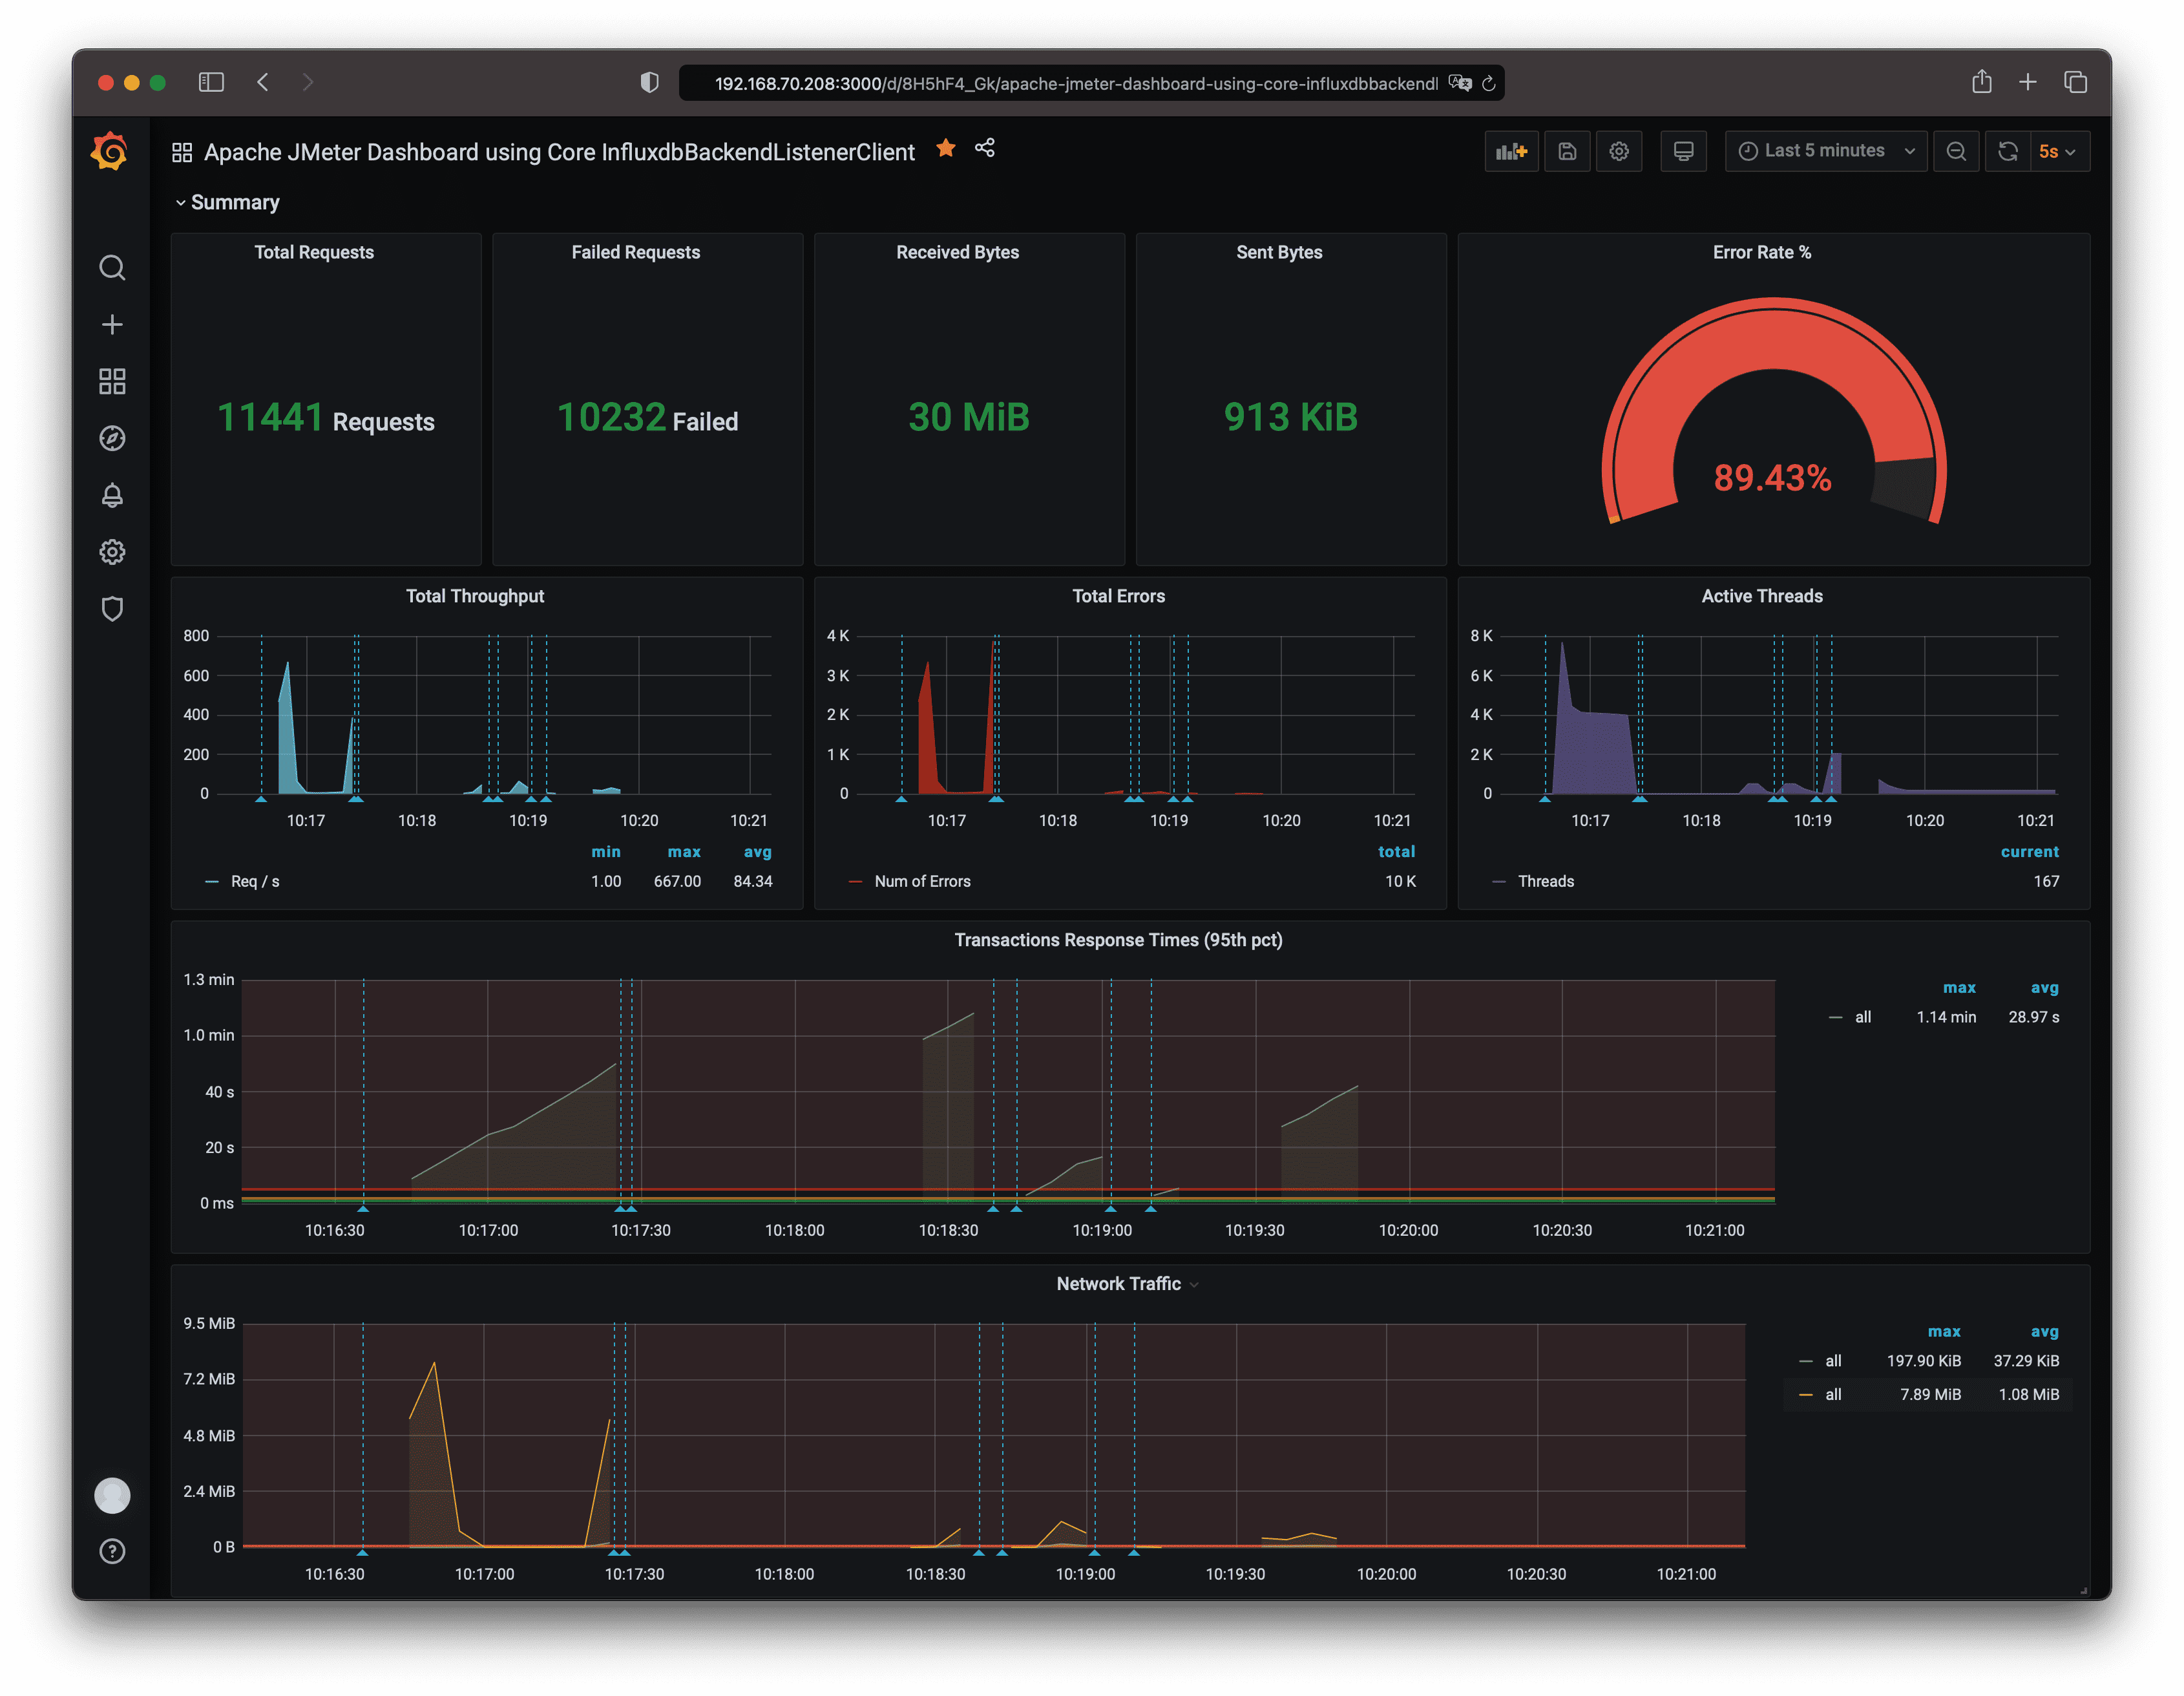 192.168.70.208:3000/d/8H5hF4_Gk/apache-jmeter-dashboard-using-core-influxdbbackendl
Apache JMeter Dashboard using Core InfluxdbBackendListenerClient
Last 5 minutes
5s
Summary
Total Requests
Failed Requests
Received Bytes
Sent Bytes
Error Rate %
11441 Requests
10232 Failed
30 MiB
913 KiB
89.43%
Total Throughput
800
600
400
200
0
10:17 10:18 10:19 10:20 10:21
min max avg
Req / s 1.00 667.00 84.34
Total Errors
4 K
3 K
2 K
1 K
0
10:17 10:18 10:19 10:20 10:21
total
Num of Errors 10 K
Active Threads
8 K
6 K
4 K
2 K
0
10:17 10:18 10:19 10:20 10:21
current
Threads 167
Transactions Response Times (95th pct)
1.3 min
1.0 min
40 s
20 s
0 ms
10:16:30 10:17:00 10:17:30 10:18:00 10:18:30 10:19:00 10:19:30 10:20:00 10:20:30 10:21:00
max avg
all 1.14 min 28.97 s
Network Traffic
9.5 MiB
7.2 MiB
4.8 MiB
2.4 MiB
0 B
10:16:30 10:17:00 10:17:30 10:18:00 10:18:30 10:19:00 10:19:30 10:20:00 10:20:30 10:21:00
max avg
all 197.90 KiB 37.29 KiB
all 7.89 MiB 1.08 MiB